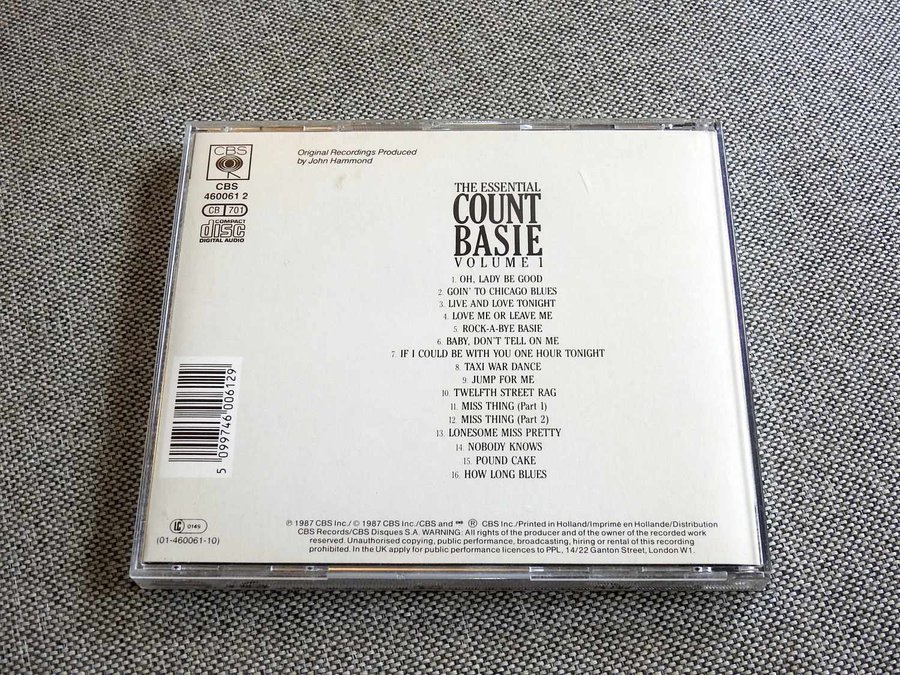 CBS
CBS
460061 2
CB 701
COMPACT
disc
DIGITAL AUDIO
Original Recordings Produced
by John Hammond
THE ESSENTIAL
COUNT
BASIE
VOLUME 1
1. OH, LADY BE GOOD
2. GOIN' TO CHICAGO BLUES
3. LIVE AND LOVE TONIGHT
4. LOVE ME OR LEAVE ME
5. ROCK-A-BYE BASIE
6. BABY, DON'T TELL ON ME
7. IF I COULD BE WITH YOU ONE HOUR TONIGHT
8. TAXI WAR DANCE
9. JUMP FOR ME
10. TWELFTH STREET RAG
11. MISS THING (Part 1)
12. MISS THING (Part 2)
13. LONESOME MISS PRETTY
14. NOBODY KNOWS
15. POUND CAKE
16. HOW LONG BLUES
5 099746 006129
LC 0149
(01-460061-10)
℗ 1987 CBS Inc./© 1987 CBS Inc./CBS and ® CBS Inc./Printed in Holland/Imprimé en Hollande/Distribution
CBS Records/CBS Disques S.A. WARNING: All rights of the producer and of the owner of the recorded work
reserved. Unauthorised copying, public performance, broadcasting, hiring or rental of this recording
prohibited. In the UK apply for public performance licences to PPL, 14/22 Ganton Street, London W1.